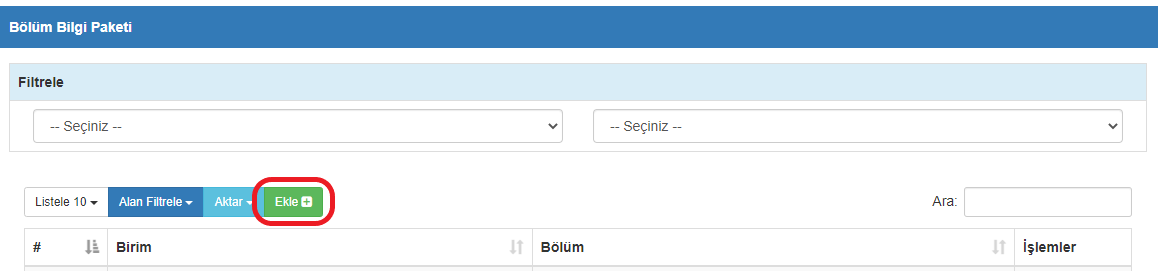 Bölüm Bilgi Paketi
Filtrele
-- Seçiniz -- -- Seçiniz --
Listele 10 Alan Filtrele Aktar Ekle Ara:
# Birim Bölüm İşlemler